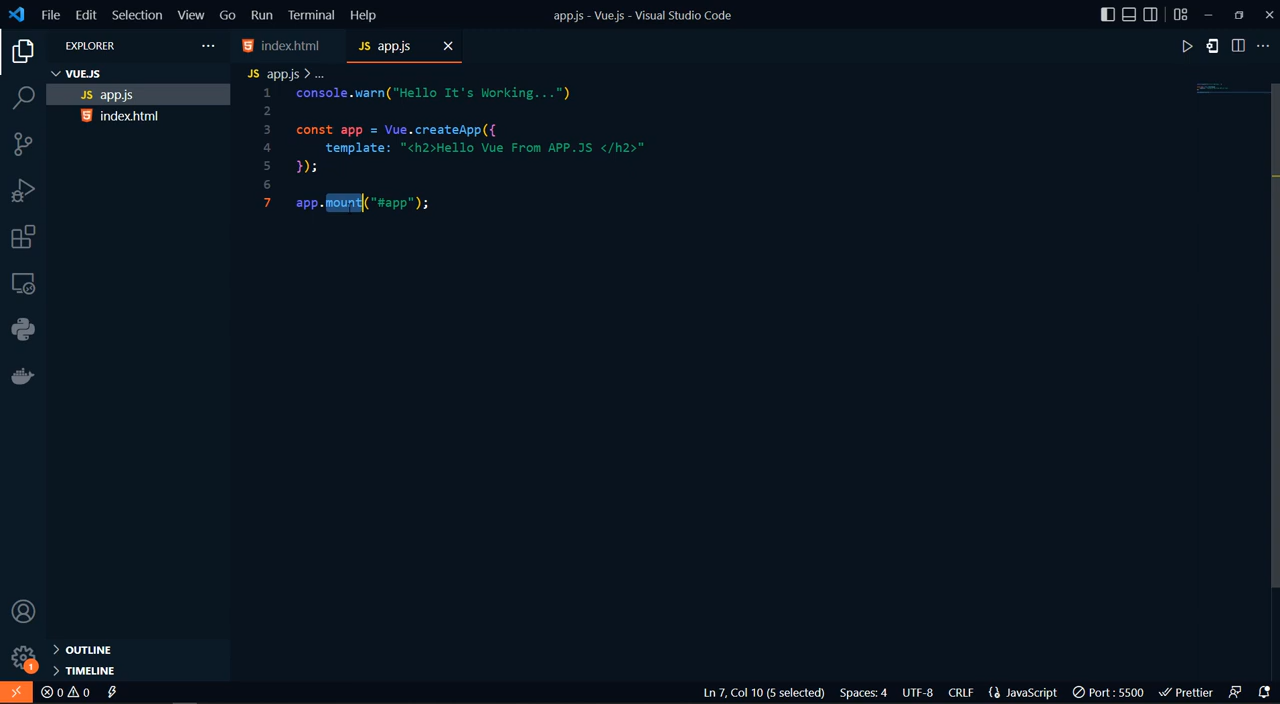 File Edit Selection View Go Run Terminal Help app.js - Vue.js - Visual Studio Code
EXPLORER
index.html
JS app.js
VUE.JS
JS app.js
index.html
JS app.js > ...
1 console.warn("Hello It's Working...")
2
3 const app = Vue.createApp({
4 template: "<h2>Hello Vue From APP.JS </h2>"
5 });
6
7 app.mount("#app");
OUTLINE
TIMELINE
1
0 0 Ln 7, Col 10 (5 selected) Spaces: 4 UTF-8 CRLF JavaScript Port : 5500 Prettier